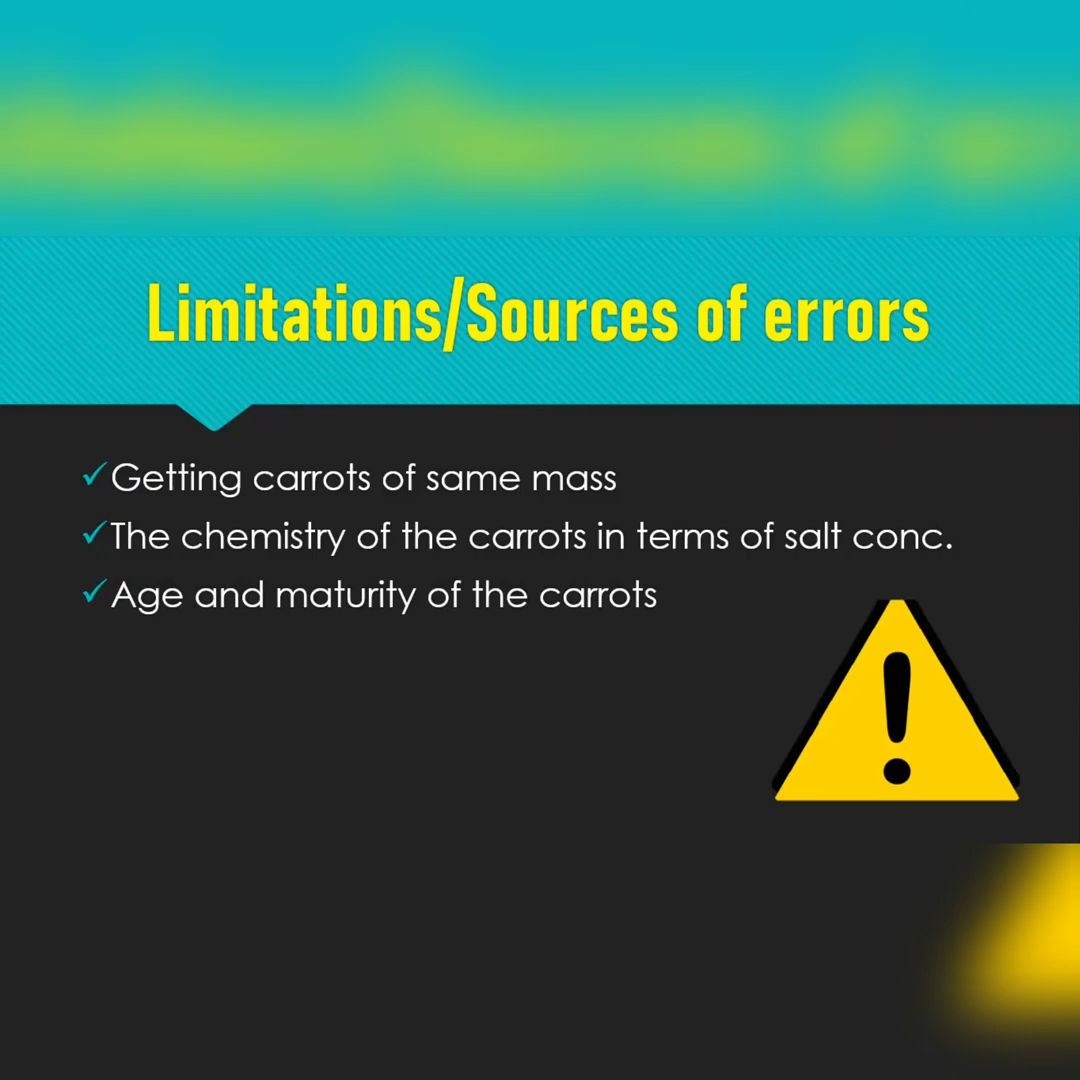 Limitations/Sources of errors
Getting carrots of same mass
The chemistry of the carrots in terms of salt conc.
Age and maturity of the carrots